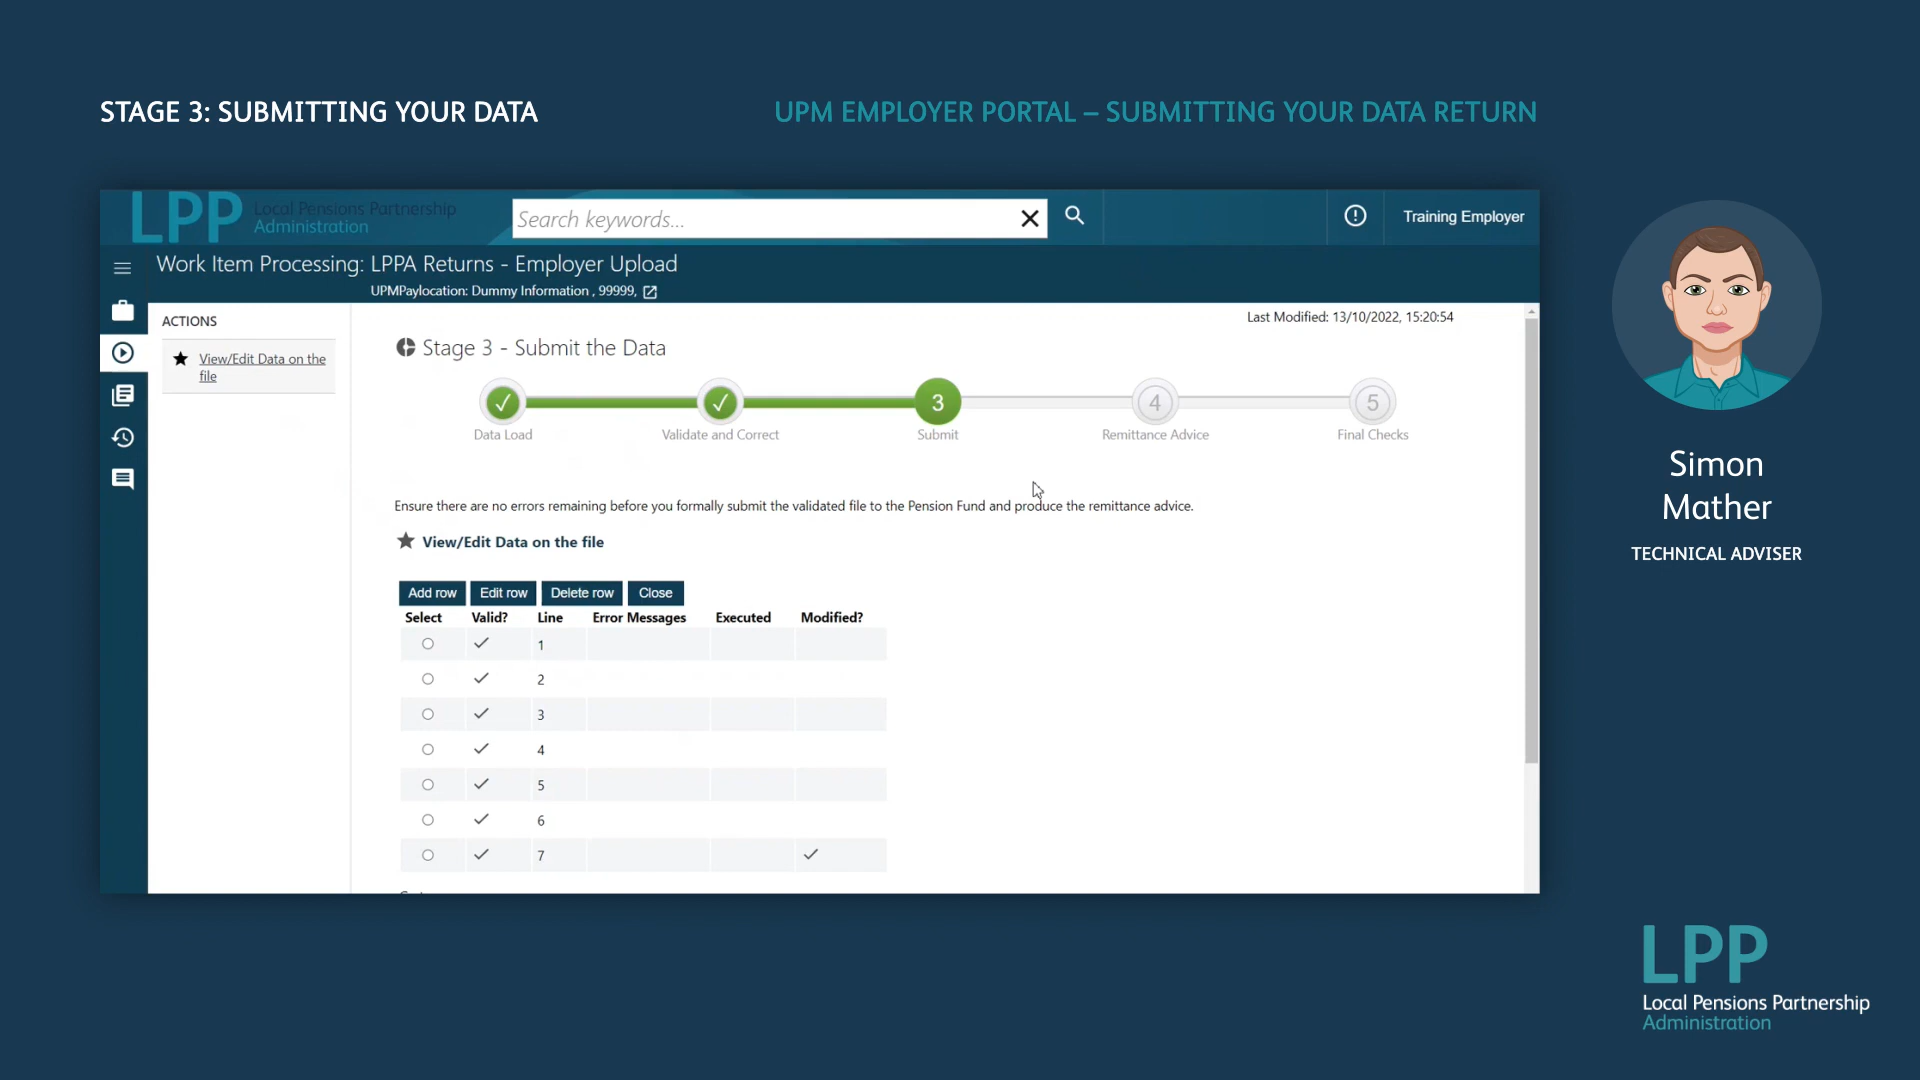 STAGE 3: SUBMITTING YOUR DATA
UPM EMPLOYER PORTAL – SUBMITTING YOUR DATA RETURN
LPP Local Pensions Partnership
Administration
Search keywords...
Training Employer
Work Item Processing: LPPA Returns - Employer Upload
UPMPaylocation: Dummy Information , 99999,
ACTIONS
View/Edit Data on the
file
Last Modified: 13/10/2022, 15:20:54
Stage 3 - Submit the Data
3 4 5
Data Load Validate and Correct Submit Remittance Advice Final Checks
Ensure there are no errors remaining before you formally submit the validated file to the Pension Fund and produce the remittance advice.
View/Edit Data on the file
Add row Edit row Delete row Close
Select Valid? Line Error Messages Executed Modified?
1
2
3
4
5
6
7
Simon
Mather
TECHNICAL ADVISER
LPP
Local Pensions Partnership
Administration